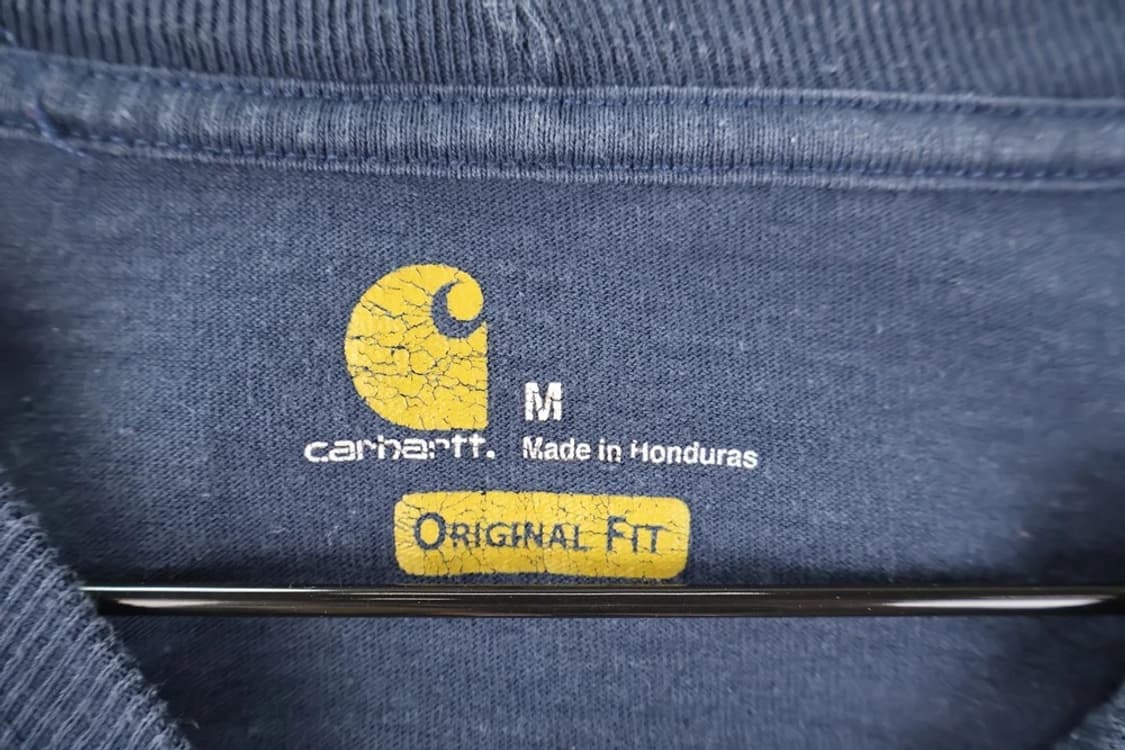 M
carhartt. Made in Honduras
ORIGINAL FIT